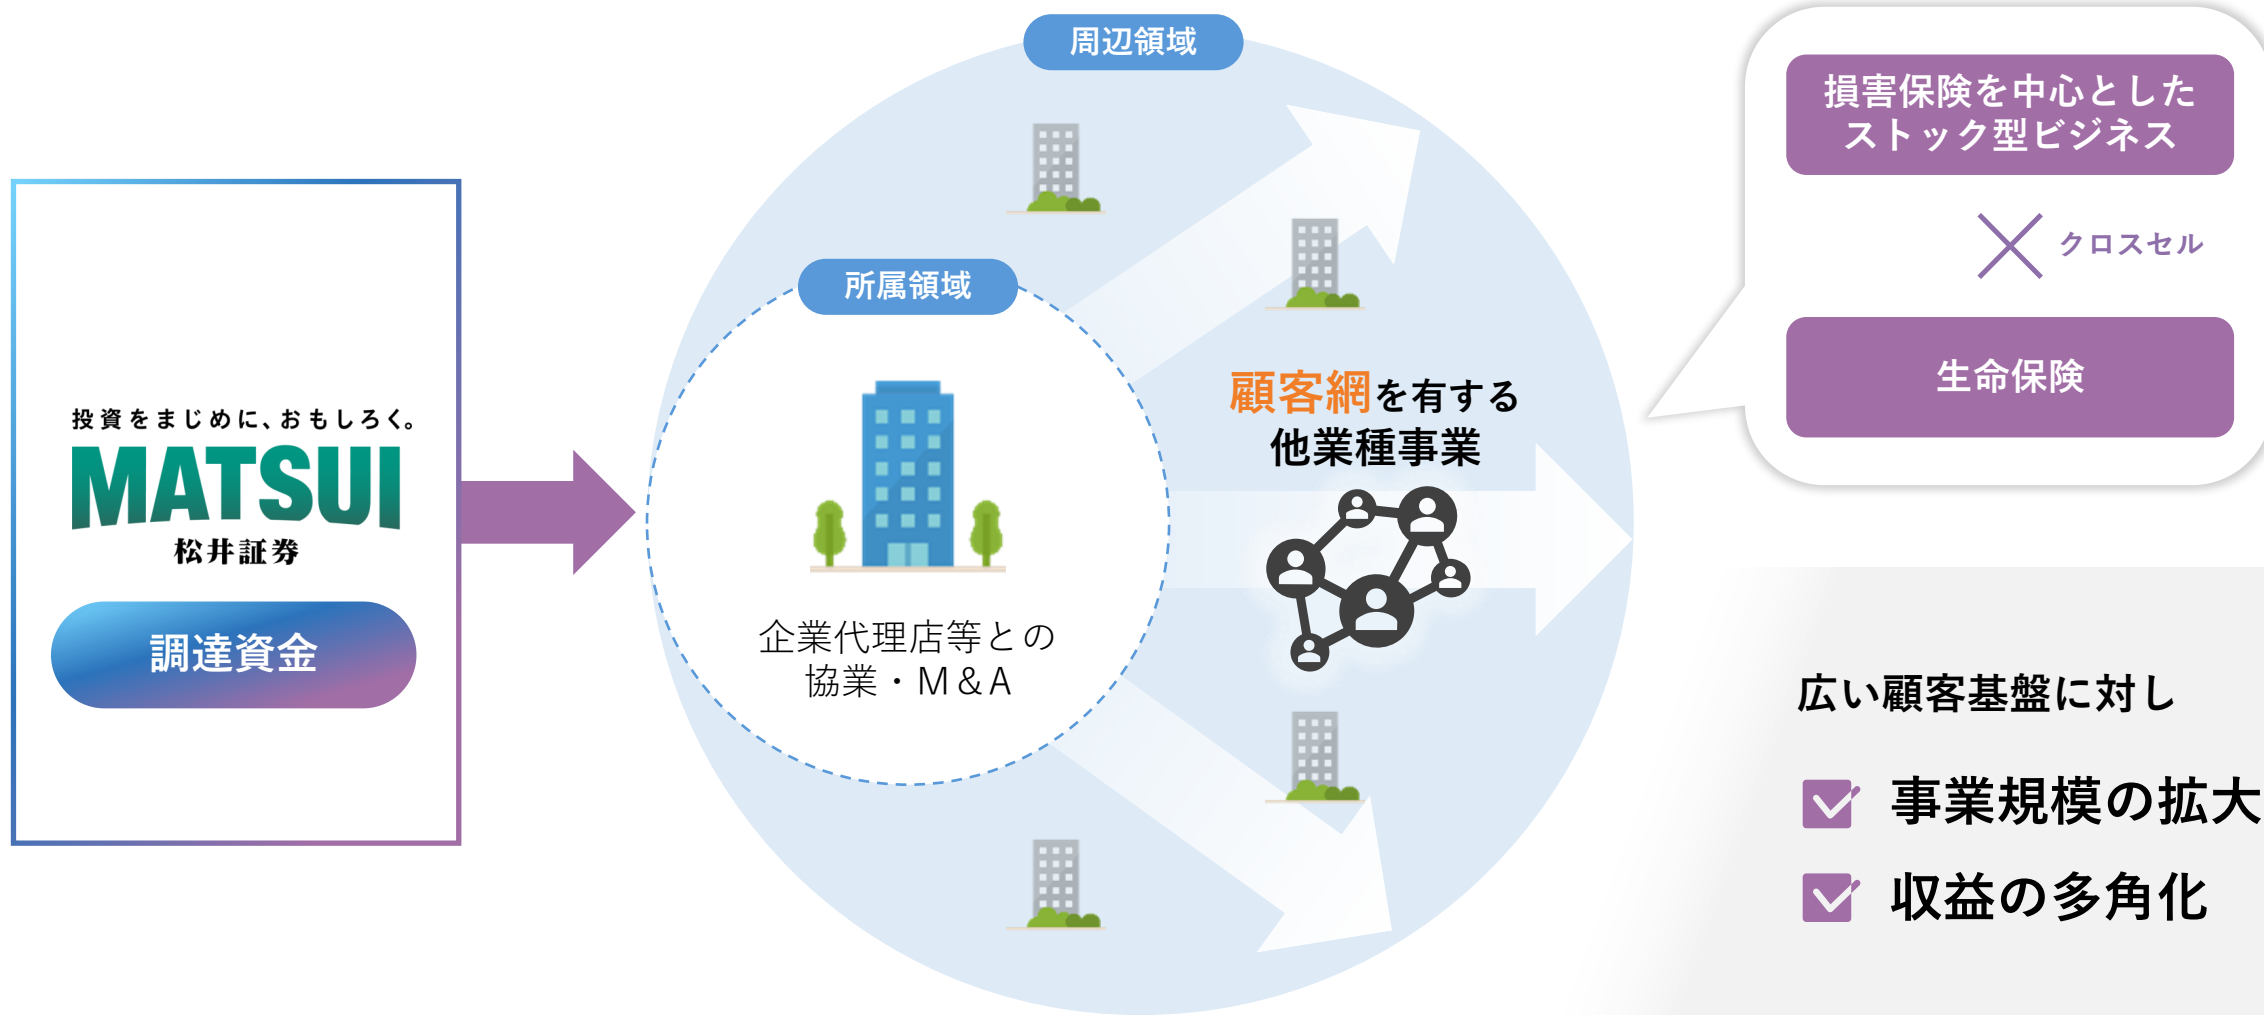 投資をまじめに、おもしろく。
MATSUI
松井証券
調達資金
周辺領域
所属領域
企業代理店等との
協業・M＆A
顧客網を有する
他業種事業
損害保険を中心とした
ストック型ビジネス
クロスセル
生命保険
広い顧客基盤に対し
事業規模の拡大
収益の多角化